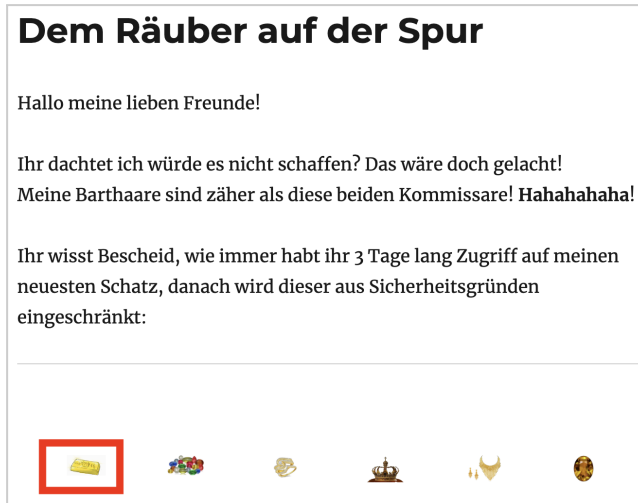 Dem Räuber auf der Spur
Hallo meine lieben Freunde!
Ihr dachtet ich würde es nicht schaffen? Das wäre doch gelacht!
Meine Barthaare sind zäher als diese beiden Kommissare! Hahahahaha!
Ihr wisst Bescheid, wie immer habt ihr 3 Tage lang Zugriff auf meinen
neuesten Schatz, danach wird dieser aus Sicherheitsgründen
eingeschränkt: